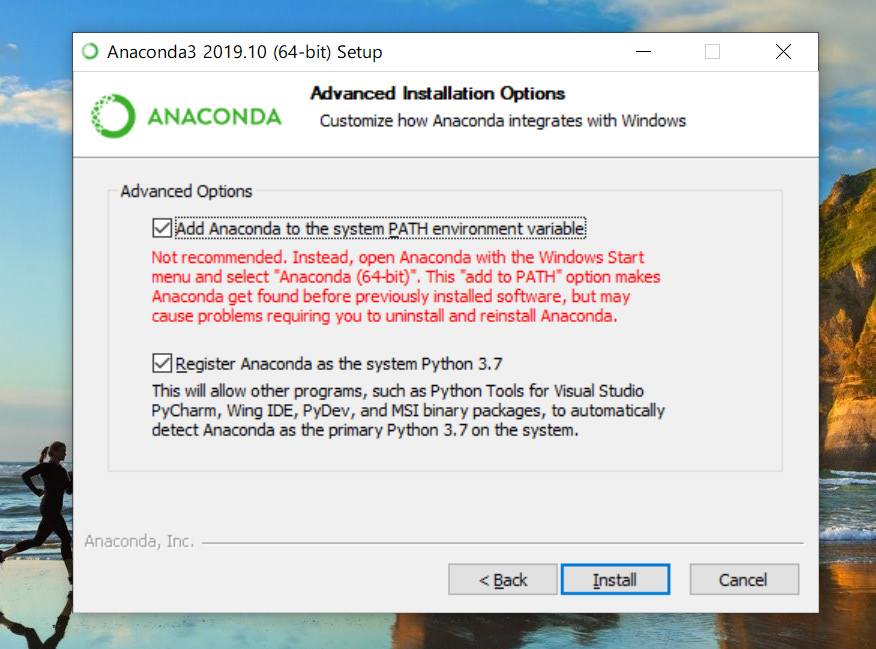 Anaconda3 2019.10 (64-bit) Setup
ANACONDA
Advanced Installation Options
Customize how Anaconda integrates with Windows
Advanced Options
Add Anaconda to the system PATH environment variable
Not recommended. Instead, open Anaconda with the Windows Start
menu and select "Anaconda (64-bit)". This "add to PATH" option makes
Anaconda get found before previously installed software, but may
cause problems requiring you to uninstall and reinstall Anaconda.
Register Anaconda as the system Python 3.7
This will allow other programs, such as Python Tools for Visual Studio
PyCharm, Wing IDE, PyDev, and MSI binary packages, to automatically
detect Anaconda as the primary Python 3.7 on the system.
Anaconda, Inc.
< Back
Install
Cancel